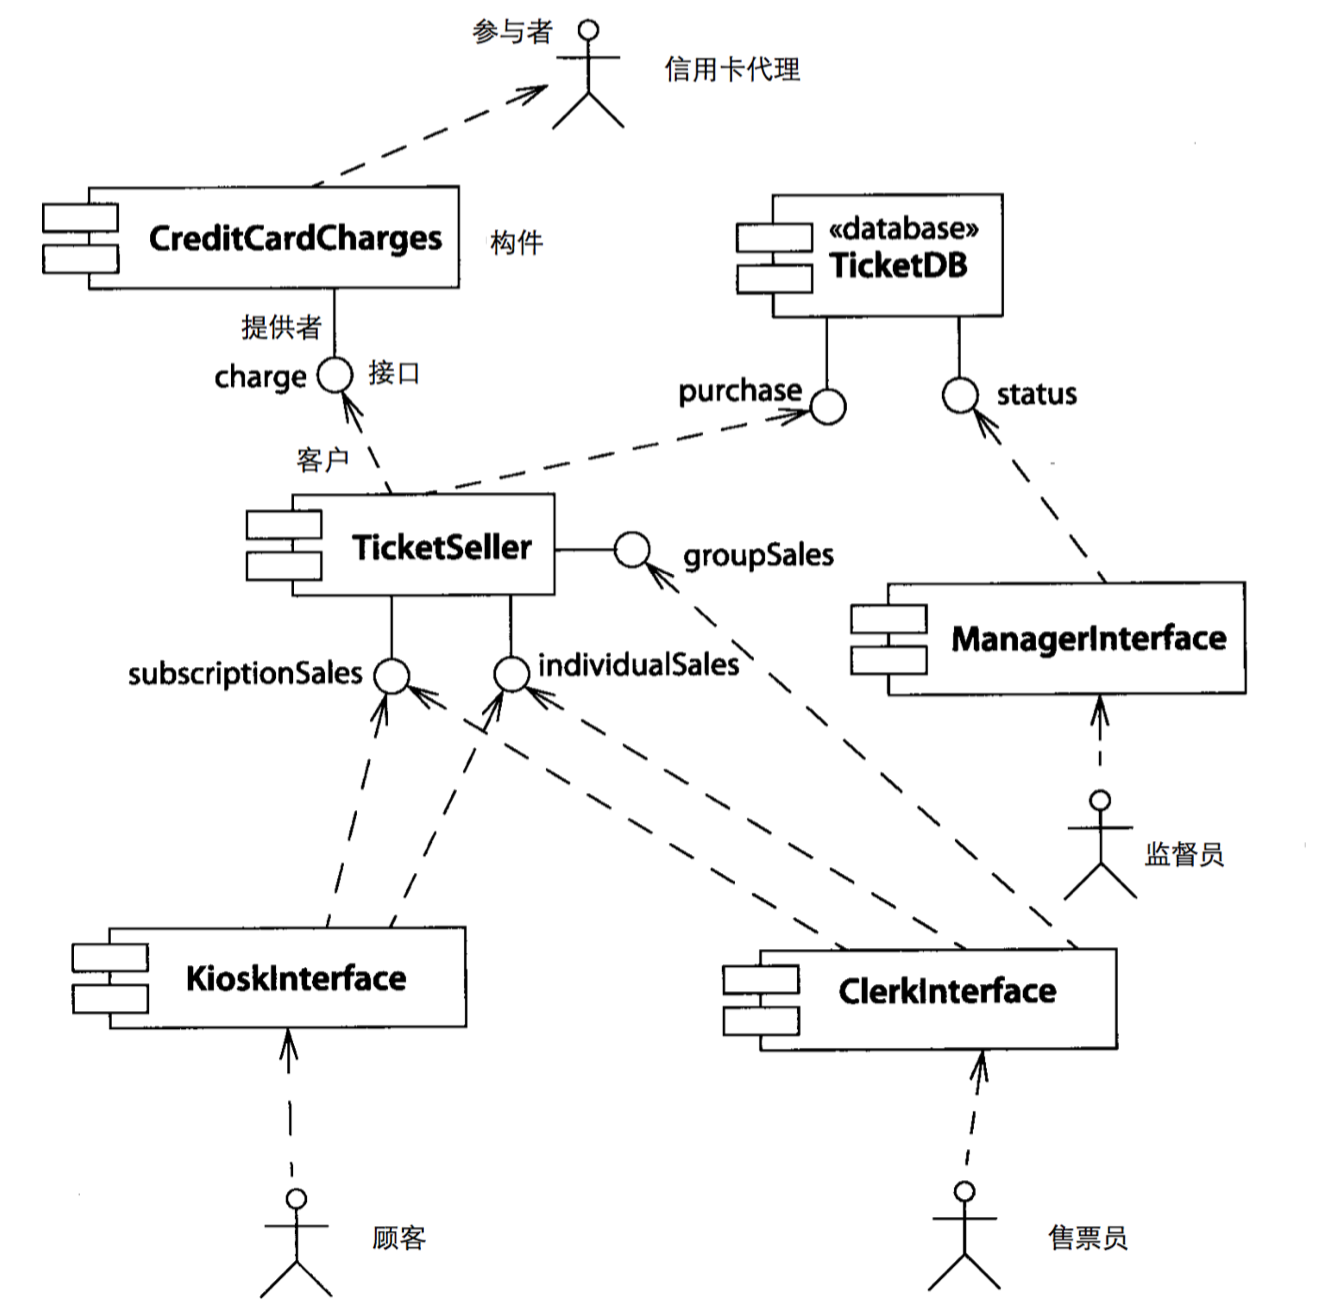 参与者
信用卡代理
CreditCardCharges
构件
«database»
TicketDB
提供者
charge
接口
purchase
status
客户
TicketSeller
groupSales
ManagerInterface
subscriptionSales
individualSales
监督员
KioskInterface
ClerkInterface
顾客
售票员